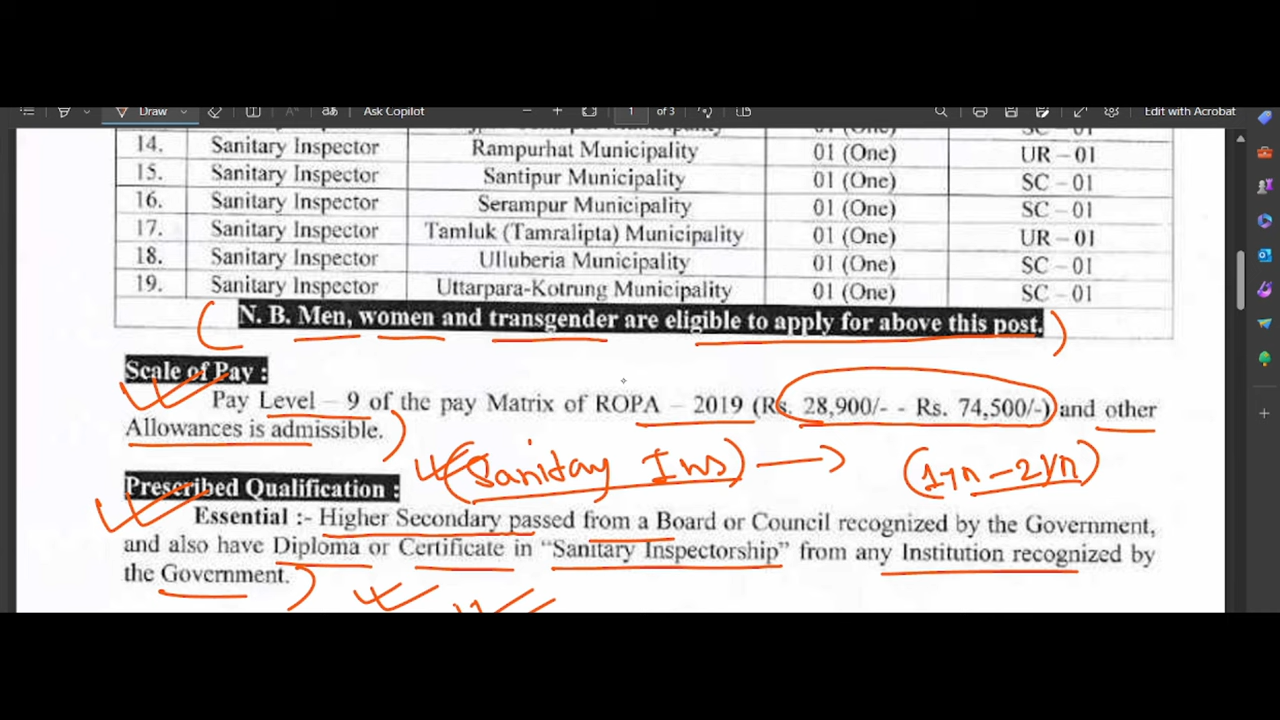 Draw
Ask Copilot
1 of 3
Edit with Acrobat
14. Sanitary Inspector Rampurhat Municipality 01 (One) UR – 01
15. Sanitary Inspector Santipur Municipality 01 (One) SC – 01
16. Sanitary Inspector Serampur Municipality 01 (One) SC – 01
17. Sanitary Inspector Tamluk (Tamralipta) Municipality 01 (One) UR – 01
18. Sanitary Inspector Ulluberia Municipality 01 (One) SC – 01
19. Sanitary Inspector Uttarpara-Kotrung Municipality 01 (One) SC – 01
N. B. Men, women and transgender are eligible to apply for above this post.
Scale of Pay :
Pay Level – 9 of the pay Matrix of ROPA – 2019 (Rs. 28,900/- - Rs. 74,500/-) and other
Allowances is admissible.
(Sanitay Ins) → (1yr – 2yr)
Prescribed Qualification :
Essential :- Higher Secondary passed from a Board or Council recognized by the Government,
and also have Diploma or Certificate in “Sanitary Inspectorship” from any Institution recognized by
the Government.